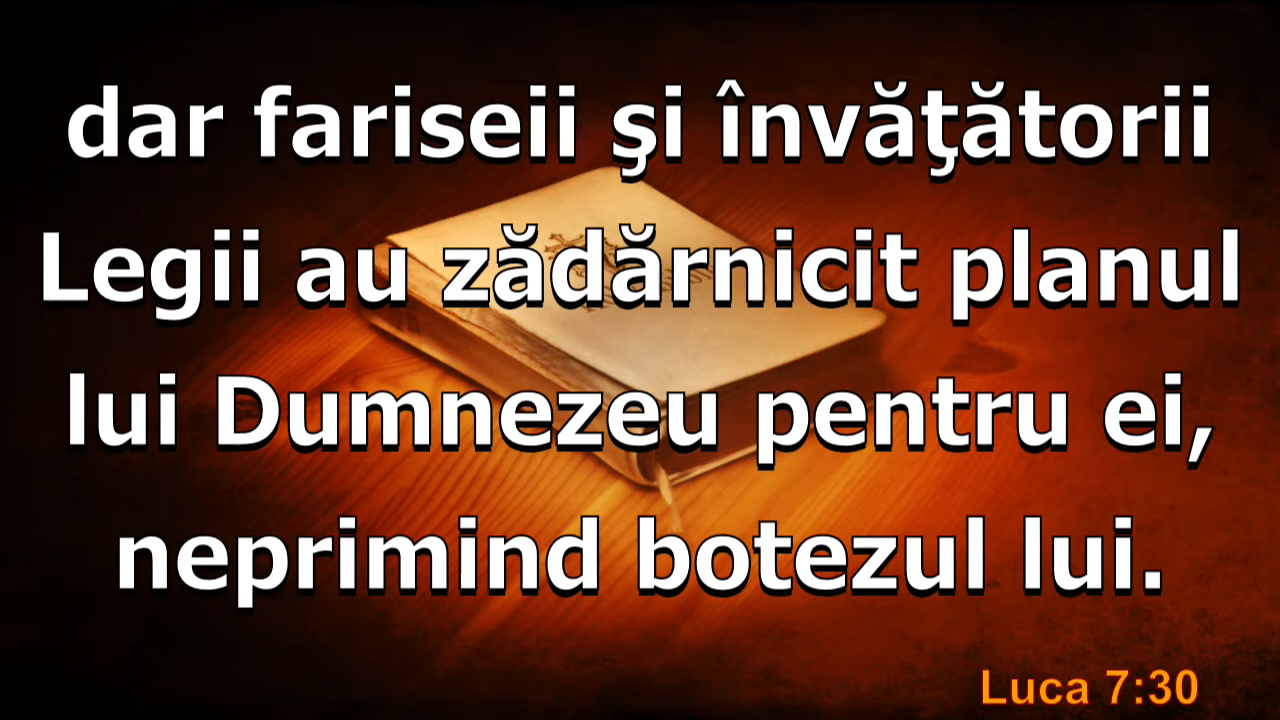 dar fariseii şi învăţătorii
Legii au zădărnicit planul
lui Dumnezeu pentru ei,
neprimind botezul lui.
Luca 7:30